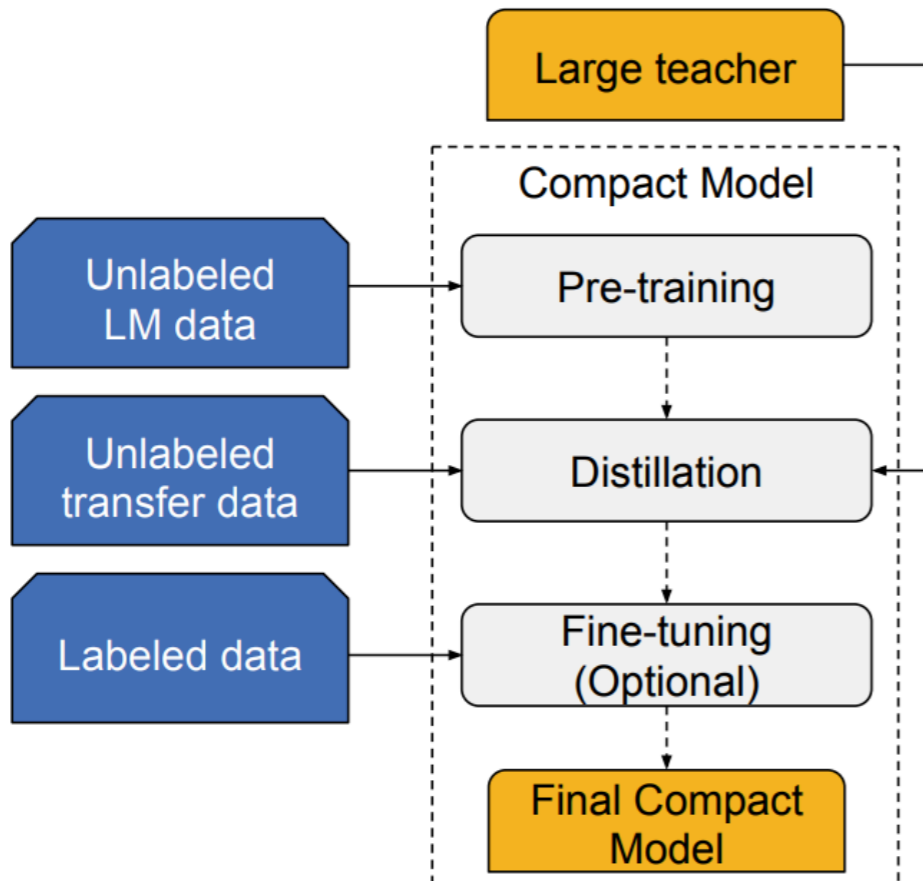 Large teacher
Compact Model
Unlabeled
LM data
Pre-training
Unlabeled
transfer data
Distillation
Labeled data
Fine-tuning
(Optional)
Final Compact
Model